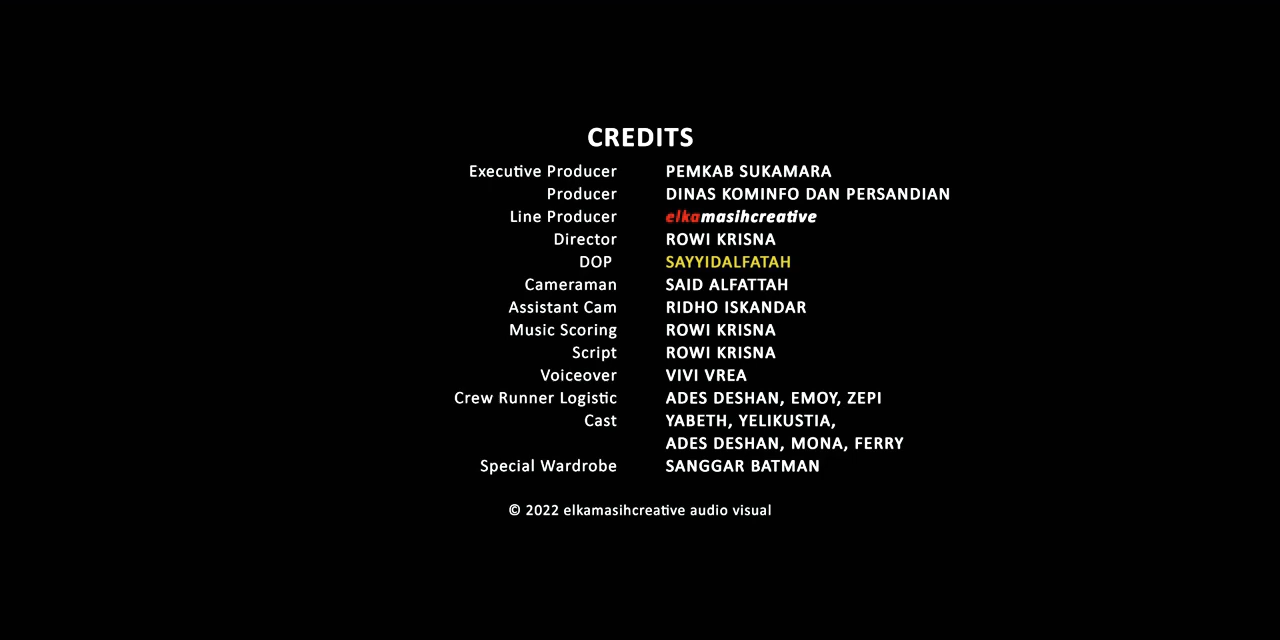 CREDITS
Executive Producer PEMKAB SUKAMARA
Producer DINAS KOMINFO DAN PERSANDIAN
Line Producer elkamasihcreative
Director ROWI KRISNA
DOP SAYYIDALFATAH
Cameraman SAID ALFATTAH
Assistant Cam RIDHO ISKANDAR
Music Scoring ROWI KRISNA
Script ROWI KRISNA
Voiceover VIVI VREA
Crew Runner Logistic ADES DESHAN, EMOY, ZEPI
Cast YABETH, YELIKUSTIA,
ADES DESHAN, MONA, FERRY
Special Wardrobe SANGGAR BATMAN
© 2022 elkamasihcreative audio visual